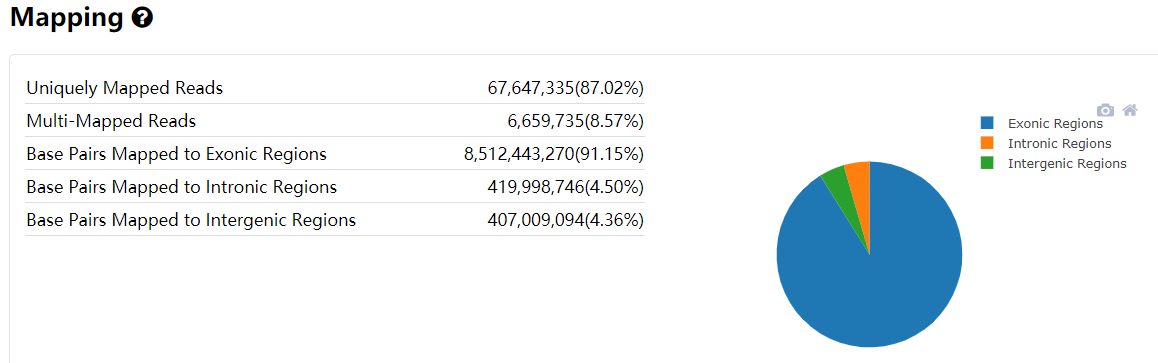 Mapping ?
Uniquely Mapped Reads 67,647,335(87.02%)
Multi-Mapped Reads 6,659,735(8.57%)
Base Pairs Mapped to Exonic Regions 8,512,443,270(91.15%)
Base Pairs Mapped to Intronic Regions 419,998,746(4.50%)
Base Pairs Mapped to Intergenic Regions 407,009,094(4.36%)
Exonic Regions
Intronic Regions
Intergenic Regions